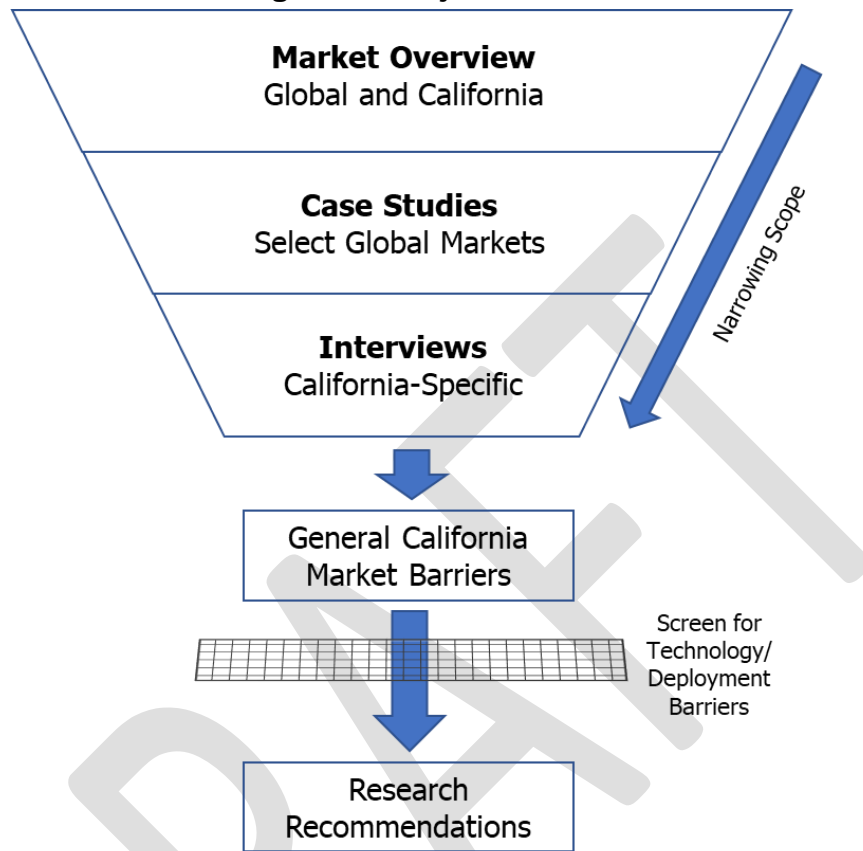 Market Overview
Global and California
Case Studies
Select Global Markets
Interviews
California-Specific
Narrowing Scope
General California
Market Barriers
Screen for
Technology/
Deployment
Barriers
Research
Recommendations
DRAFT